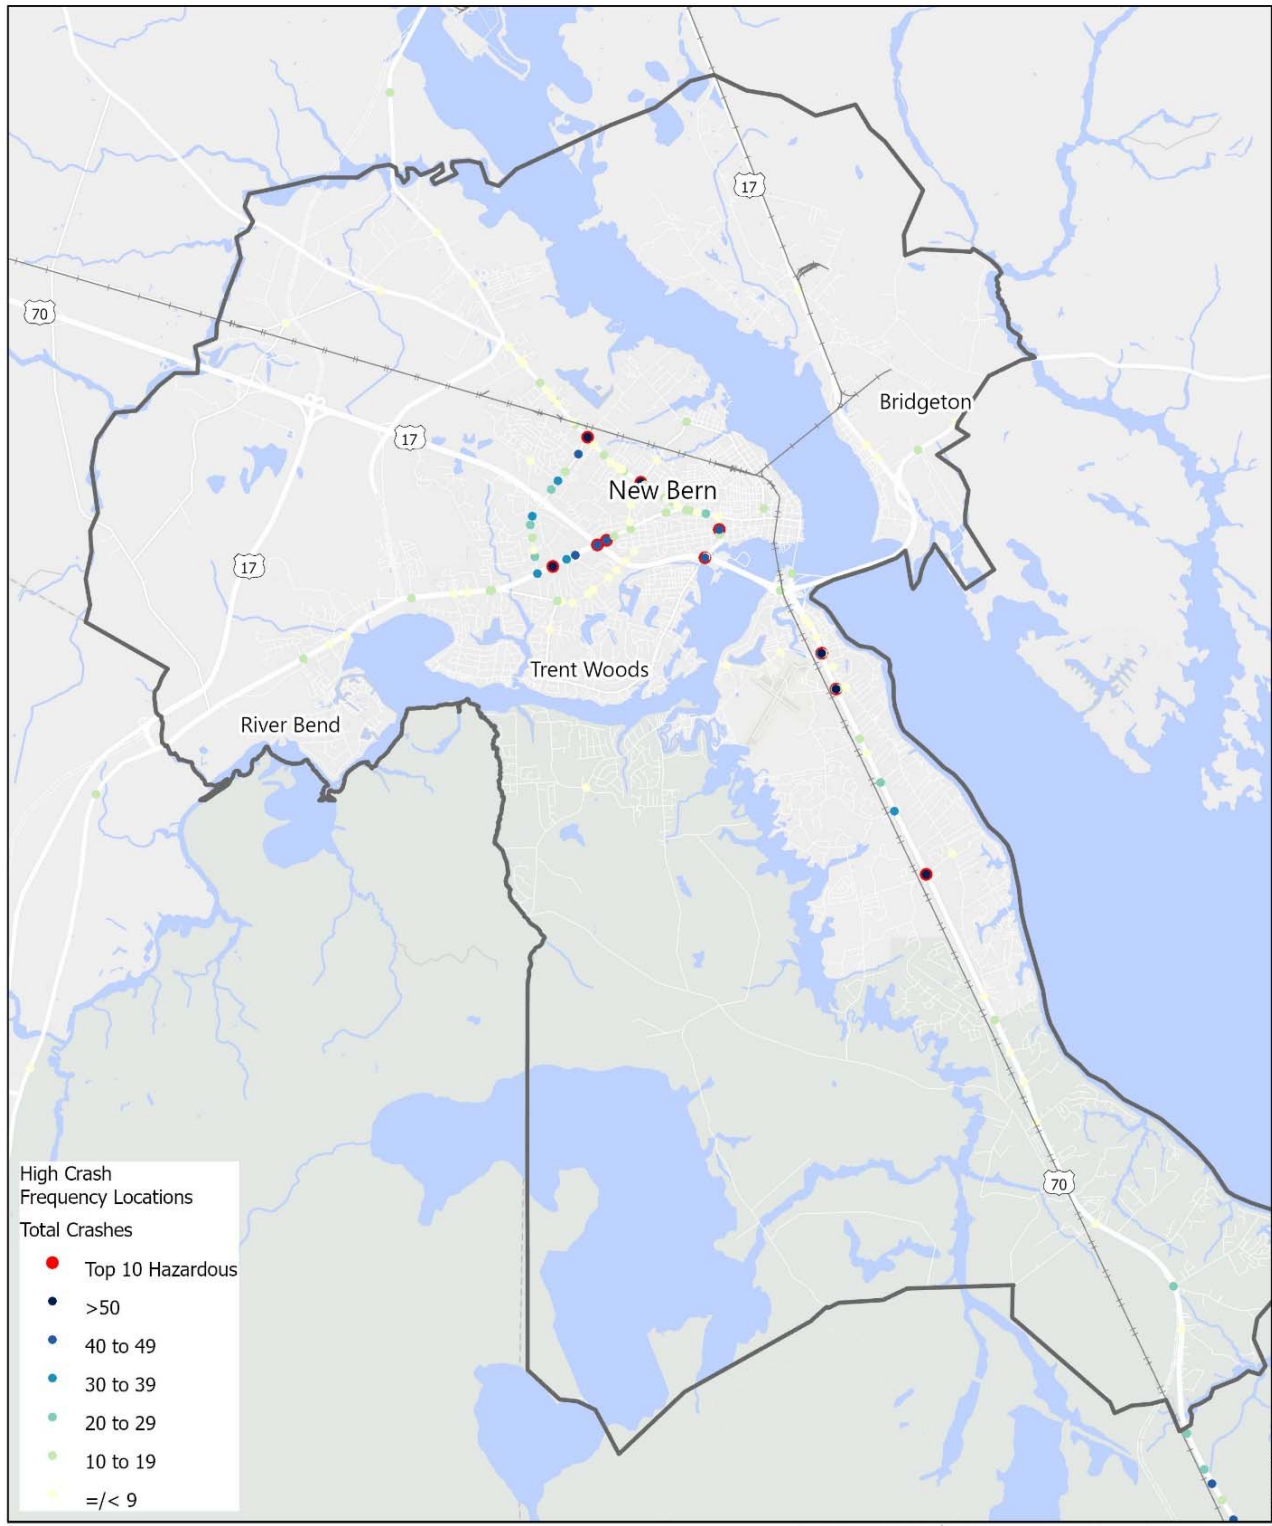 17
70
Bridgeton
17
New Bern
17
Trent Woods
River Bend
70
High Crash
Frequency Locations
Total Crashes
Top 10 Hazardous
>50
40 to 49
30 to 39
20 to 29
10 to 19
=/< 9